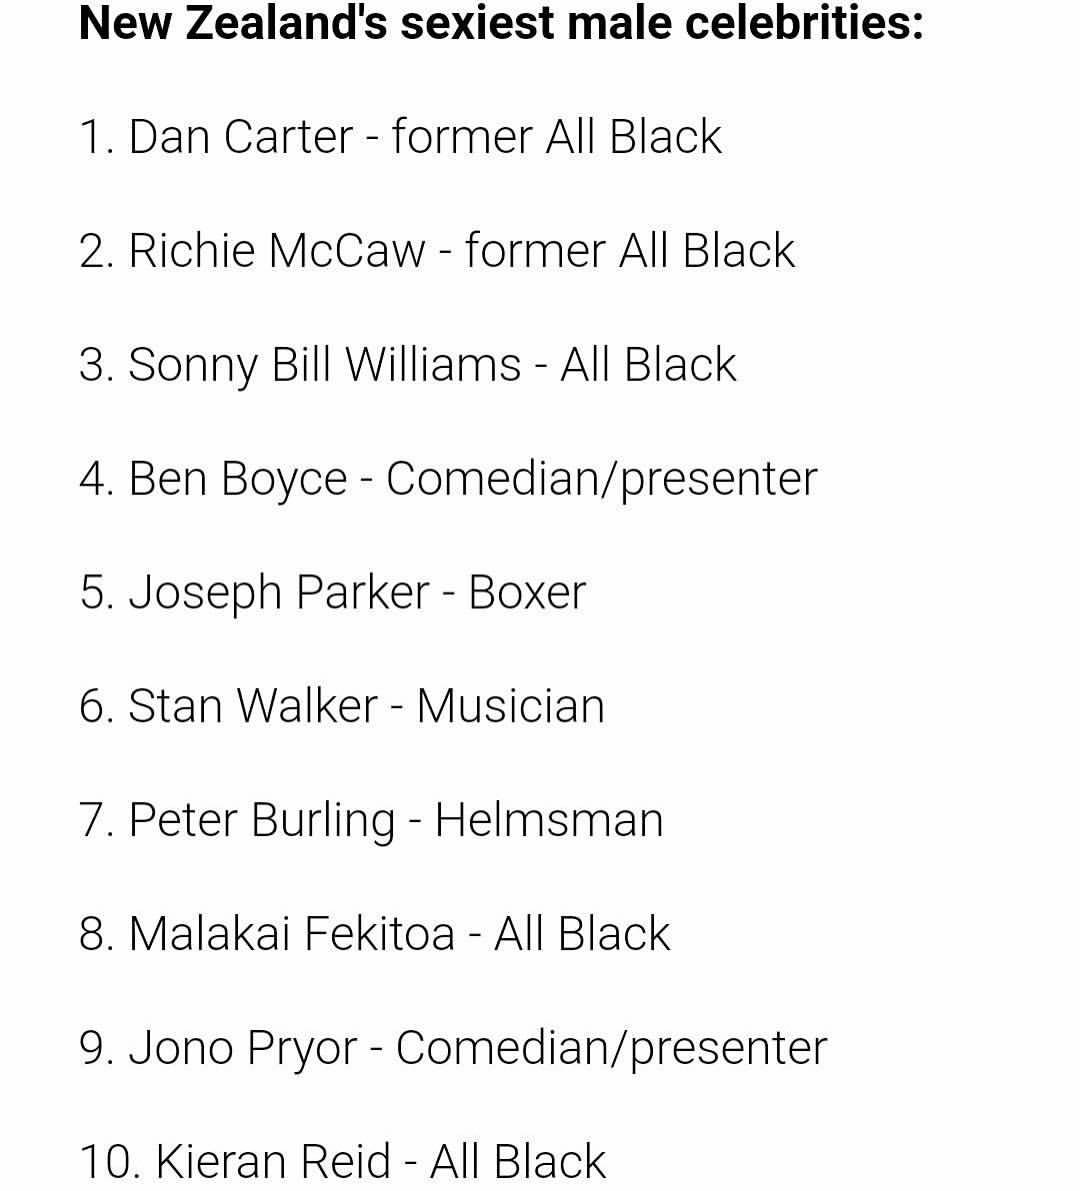 New Zealand's sexiest male celebrities:
1. Dan Carter - former All Black
2. Richie McCaw - former All Black
3. Sonny Bill Williams - All Black
4. Ben Boyce - Comedian/presenter
5. Joseph Parker - Boxer
6. Stan Walker - Musician
7. Peter Burling - Helmsman
8. Malakai Fekitoa - All Black
9. Jono Pryor - Comedian/presenter
10. Kieran Reid - All Black